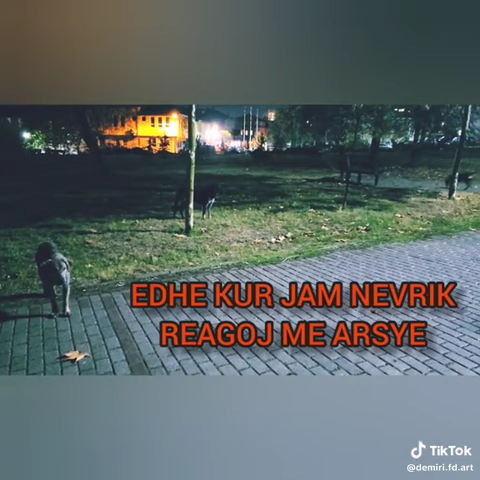 EDHE KUR JAM NEVRIK
REAGOJ ME ARSYE
TikTok
@demiri.fd.art